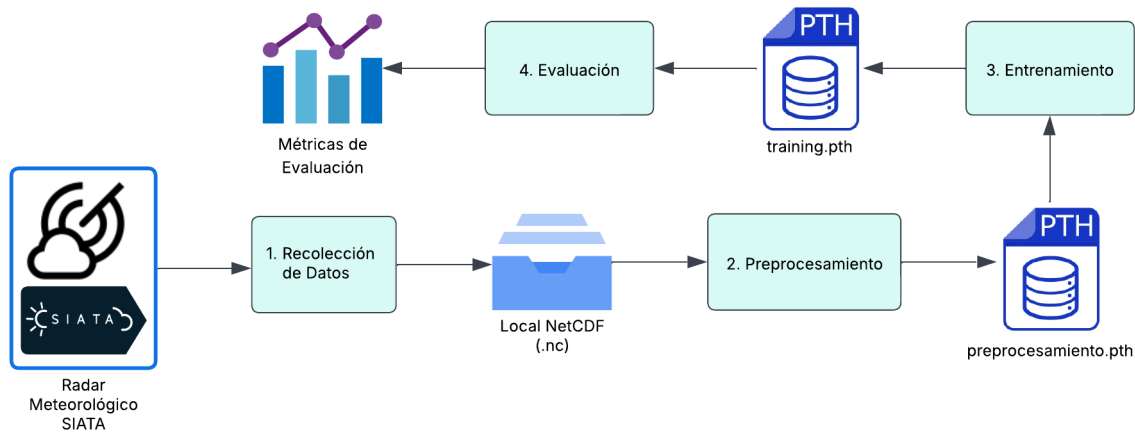 Radar
Meteorológico
SIATA
SIATA
1. Recolección
de Datos
Local NetCDF
(.nc)
2. Preprocesamiento
PTH
preprocesamiento.pth
3. Entrenamiento
PTH
training.pth
4. Evaluación
Métricas de
Evaluación